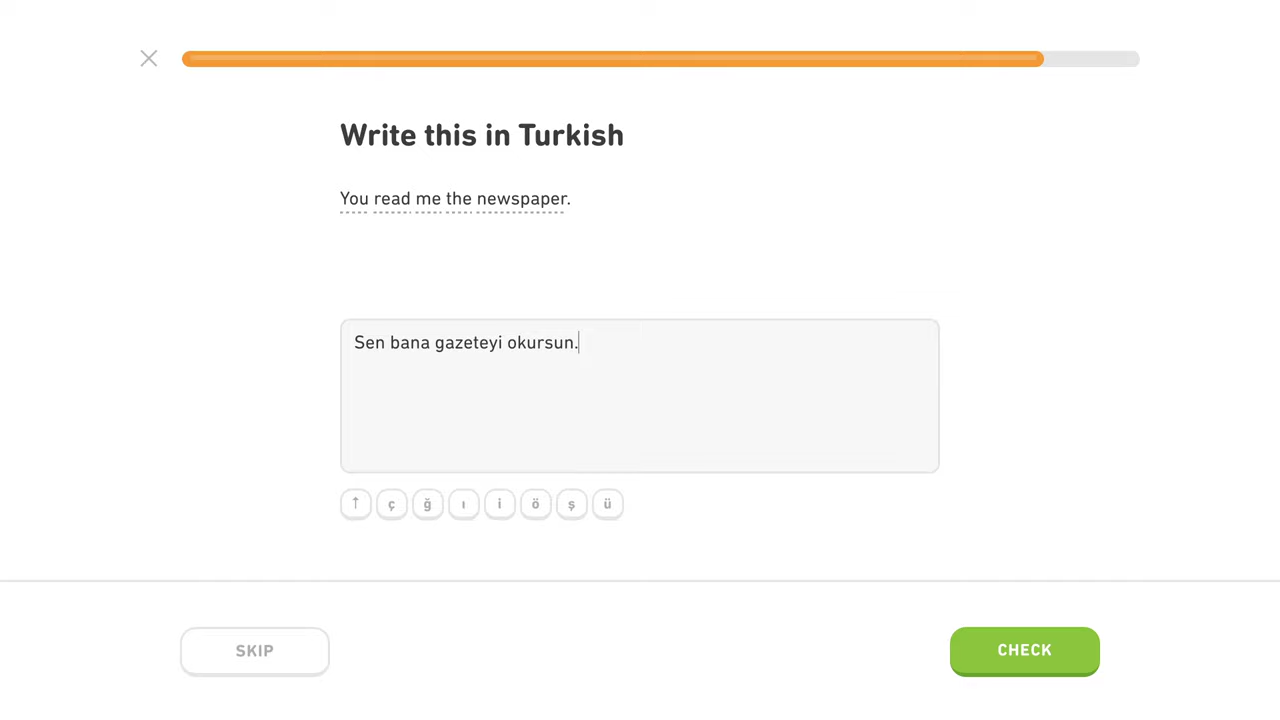 Write this in Turkish
You read me the newspaper.
Sen bana gazeteyi okursun.
↑ ç ğ ı i ö ş ü
SKIP
CHECK